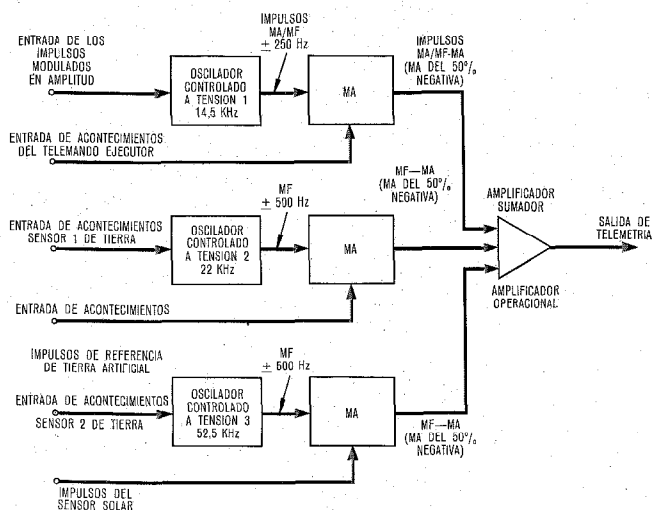 ENTRADA DE LOS
IMPULSOS
MODULADOS
EN AMPLITUD
OSCILADOR
CONTROLADO
A TENSION 1
14,5 KHz
IMPULSOS
MA/MF
± 250 Hz
MA
IMPULSOS
MA/MF-MA
(MA DEL 50%
NEGATIVA)
ENTRADA DE ACONTECIMIENTOS
DEL TELEMANDO EJECUTOR
ENTRADA DE ACONTECIMIENTOS
SENSOR 1 DE TIERRA
OSCILADOR
CONTROLADO
A TENSION 2
22 KHz
MF
± 500 Hz
MA
MF—MA
(MA DEL 50%
NEGATIVA)
AMPLIFICADOR
SUMADOR
AMPLIFICADOR
OPERACIONAL
SALIDA DE
TELEMETRIA
ENTRADA DE ACONTECIMIENTOS
IMPULSOS DE REFERENCIA
DE TIERRA ARTIFICIAL
ENTRADA DE ACONTECIMIENTOS
SENSOR 2 DE TIERRA
OSCILADOR
CONTROLADO
A TENSION 3
52,5 KHz
MF
± 500 Hz
MA
MF—MA
(MA DEL 50%
NEGATIVA)
IMPULSOS DEL
SENSOR SOLAR